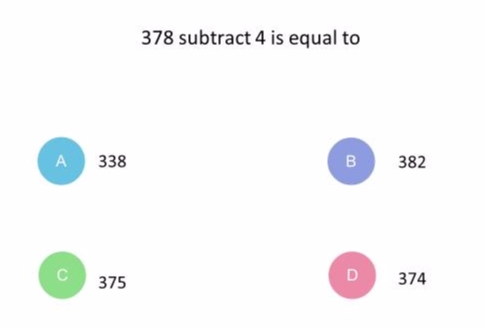 378 subtract 4 is equal to
A 338
B 382
C 375
D 374